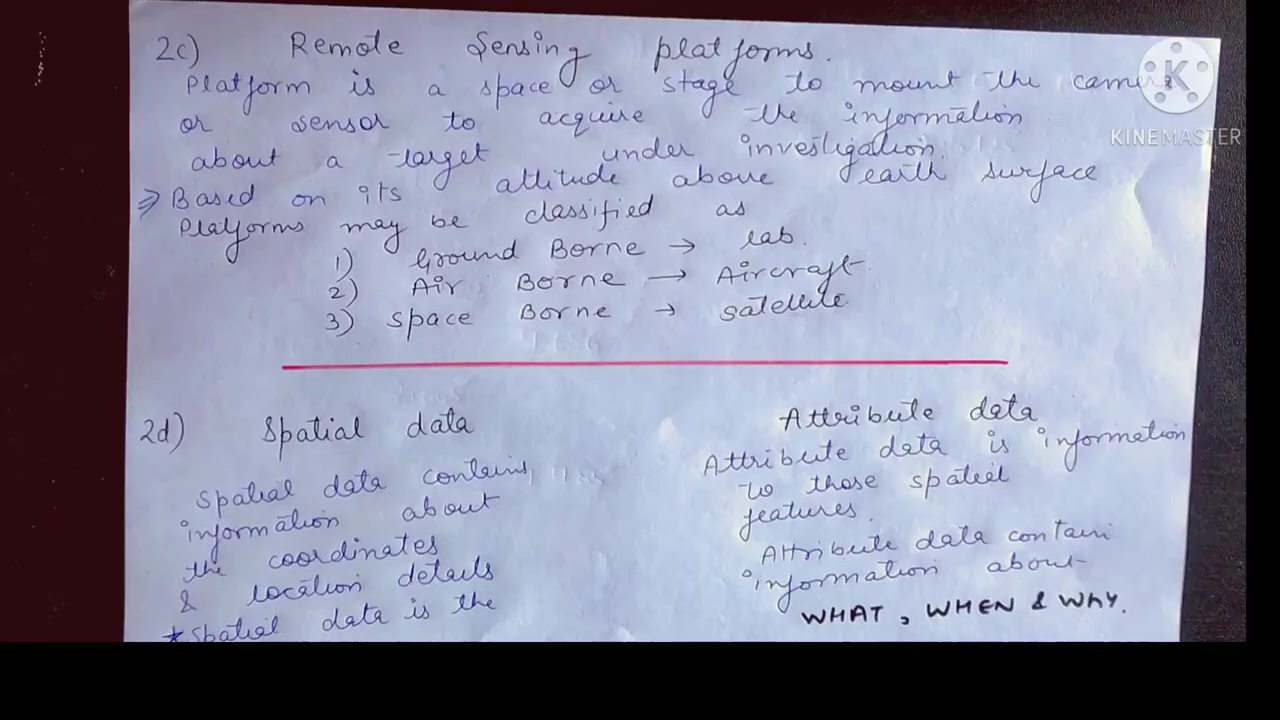 2c) Remote Sensing platforms.
Platform is a space or stage to mount the camera
or sensor to acquire the information
about a target under investigation.
⇒ Based on its attitude above earth surface
Platforms may be classified as
1) Ground Borne → lab.
2) Air Borne → Aircraft.
3) Space Borne → satellite.
2d) Spatial data
Spatial data contains
information about
the coordinates
& location details
* Spatial data is the
Attribute data
Attribute data is information
to those spatial
features.
Attribute data contain
information about
WHAT, WHEN & WHY.
K
KINEMASTER